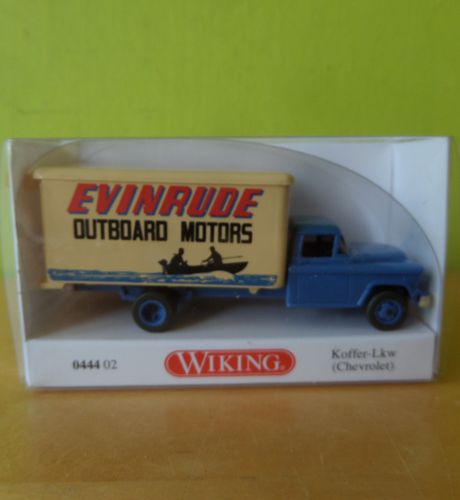 EVINRUDE
OUTBOARD MOTORS
0444 02
WIKING®
Koffer-Lkw
(Chevrolet)